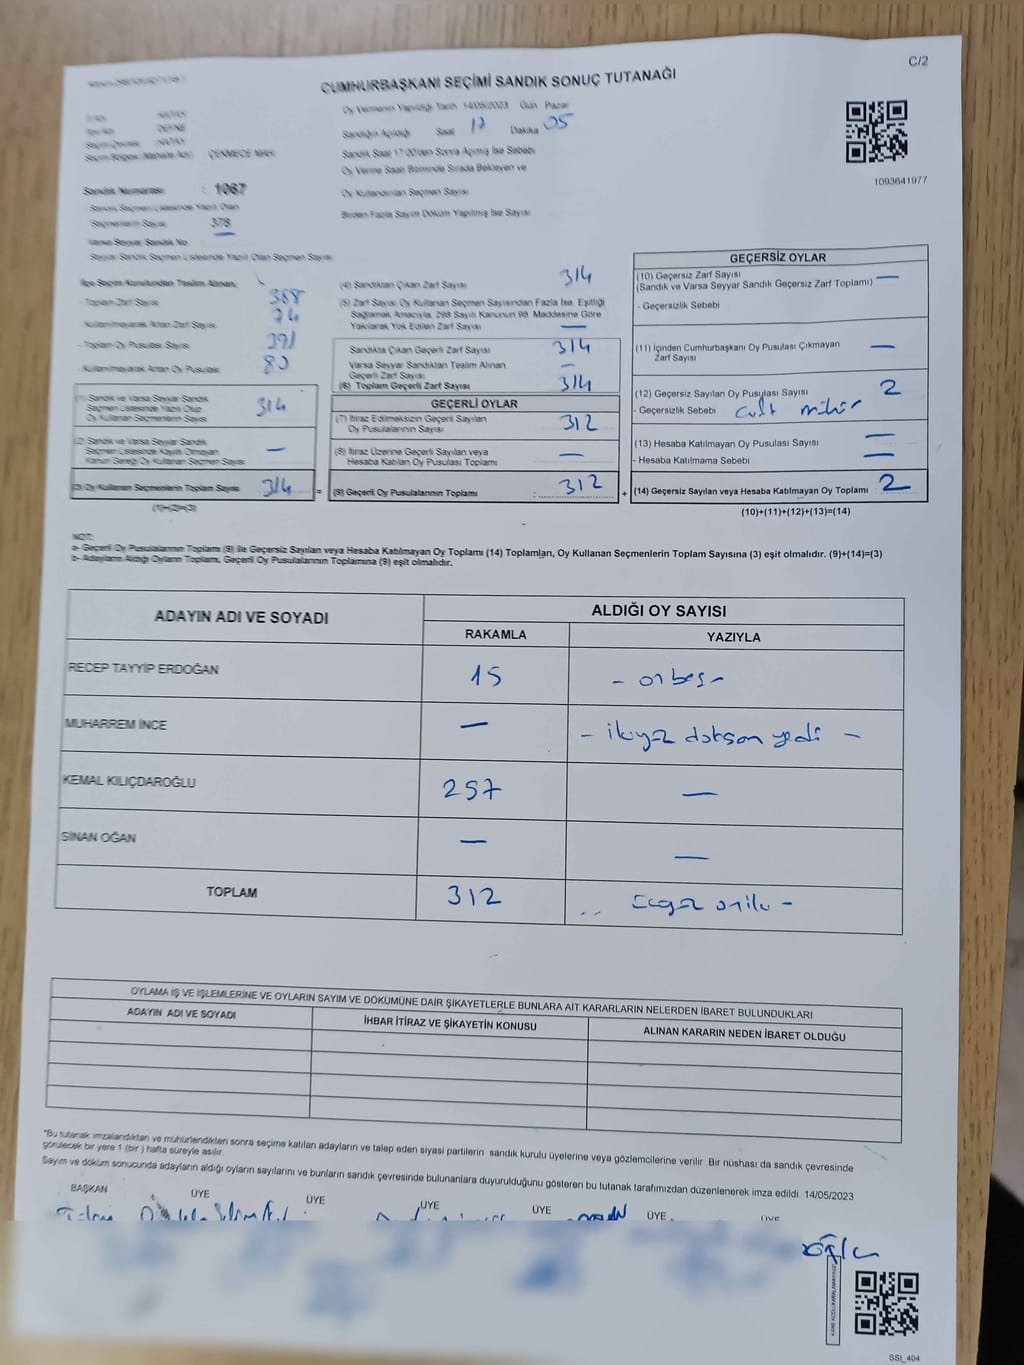 C/2
CUMHURBAŞKANI SEÇİMİ SANDIK SONUÇ TUTANAĞI
İli Adı HATAY
İlçe Adı DEFNE
Seçim Çevresi HATAY
Seçim Bölgesi (Mahalle Adı) ÇEKMECE MAH.
Sandık Numarası : 1067
Sandık Seçmen Listesinde Yazılı Olan
Seçmenlerin Sayısı 378
Varsa Seyyar Sandık No
Seyyar Sandık Seçmen Listesinde Yazılı Olan Seçmen Sayısı
Oy Vermenin Yapıldığı Tarih 14/05/2023 Gün Pazar
Sandığın Açıldığı Saat 17 Dakika 05
Sandık Saat 17:00'den Sonra Açılmış İse Sebebi
Oy Verme Saati Bitiminde Sırada Bekleyen ve
Oy Kullandırılan Seçmen Sayısı
Birden Fazla Sayım Döküm Yapılmış İse Sayısı
1093641977
İlçe Seçim Kurulundan Teslim Alınan;
- Toplam Zarf Sayısı 388
- Kullanılmayarak Artan Zarf Sayısı 74
- Toplam Oy Pusulası Sayısı 391
- Kullanılmayarak Artan Oy Pusulası 80
(1) Sandık ve Varsa Seyyar Sandık
Seçmen Listesinde Yazılı Olup
Oy Kullanan Seçmenlerin Sayısı 314
(2) Sandık ve Varsa Seyyar Sandık
Seçmen Listesinde Kayıtlı Olmayan
Kanun Gereği Oy Kullanan Seçmen Sayısı —
(3) Oy Kullanan Seçmenlerin Toplam Sayısı 314 =
(1)+(2)=(3)
(4) Sandıktan Çıkan Zarf Sayısı 314
(5) Zarf Sayısı Oy Kullanan Seçmen Sayısından Fazla İse, Eşitliği
Sağlamak Amacıyla, 298 Sayılı Kanunun 98. Maddesine Göre
Yakılarak Yok Edilen Zarf Sayısı —
Sandıkta Çıkan Geçerli Zarf Sayısı 314
Varsa Seyyar Sandıktan Teslim Alınan
Geçerli Zarf Sayısı —
(6) Toplam Geçerli Zarf Sayısı 314
GEÇERLİ OYLAR
(7) İtiraz Edilmeksizin Geçerli Sayılan
Oy Pusulalarının Sayısı 312
(8) İtiraz Üzerine Geçerli Sayılan veya
Hesaba Katılan Oy Pusulası Toplamı —
(9) Geçerli Oy Pusulalarının Toplamı : 312 +
GEÇERSİZ OYLAR
(10) Geçersiz Zarf Sayısı —
(Sandık ve Varsa Seyyar Sandık Geçersiz Zarf Toplamı)
- Geçersizlik Sebebi
(11) İçinden Cumhurbaşkanı Oy Pusulası Çıkmayan
Zarf Sayısı —
(12) Geçersiz Sayılan Oy Pusulası Sayısı 2
- Geçersizlik Sebebi çift mühür
(13) Hesaba Katılmayan Oy Pusulası Sayısı —
- Hesaba Katılmama Sebebi —
(14) Geçersiz Sayılan veya Hesaba Katılmayan Oy Toplamı 2
(10)+(11)+(12)+(13)=(14)
NOT:
a- Geçerli Oy Pusulalarının Toplamı (9) ile Geçersiz Sayılan veya Hesaba Katılmayan Oy Toplamı (14) Toplamları, Oy Kullanan Seçmenlerin Toplam Sayısına (3) eşit olmalıdır. (9)+(14)=(3)
b- Adayların Aldığı Oyların Toplamı, Geçerli Oy Pusulalarının Toplamına (9) eşit olmalıdır.
ADAYIN ADI VE SOYADI ALDIĞI OY SAYISI
RAKAMLA YAZIYLA
RECEP TAYYİP ERDOĞAN 15 - onbeş -
MUHARREM İNCE — - ikiyüz doksan yedi -
KEMAL KILIÇDAROĞLU 297 —
SİNAN OĞAN — —
TOPLAM 312 üçyüz oniki -
OYLAMA İŞ VE İŞLEMLERİNE VE OYLARIN SAYIM VE DÖKÜMÜNE DAİR ŞİKAYETLERLE BUNLARA AİT KARARLARIN NELERDEN İBARET BULUNDUKLARI
ADAYIN ADI VE SOYADI İHBAR İTİRAZ VE ŞİKAYETİN KONUSU ALINAN KARARIN NEDEN İBARET OLDUĞU
*Bu tutanak imzalandıktan ve mühürlendikten sonra seçime katılan adayların ve talep eden siyasi partilerin sandık kurulu üyelerine veya gözlemcilerine verilir. Bir nüshası da sandık çevresinde
görülecek bir yere 1 (bir ) hafta süreyle asılır.
Sayım ve döküm sonucunda adayların aldığı oyların sayılarını ve bunların sandık çevresinde bulunanlara duyurulduğunu gösteren bu tutanak tarafımızdan düzenlenerek imza edildi. 14/05/2023
BAŞKAN ÜYE ÜYE ÜYE ÜYE ÜYE ÜYE
SSI_404